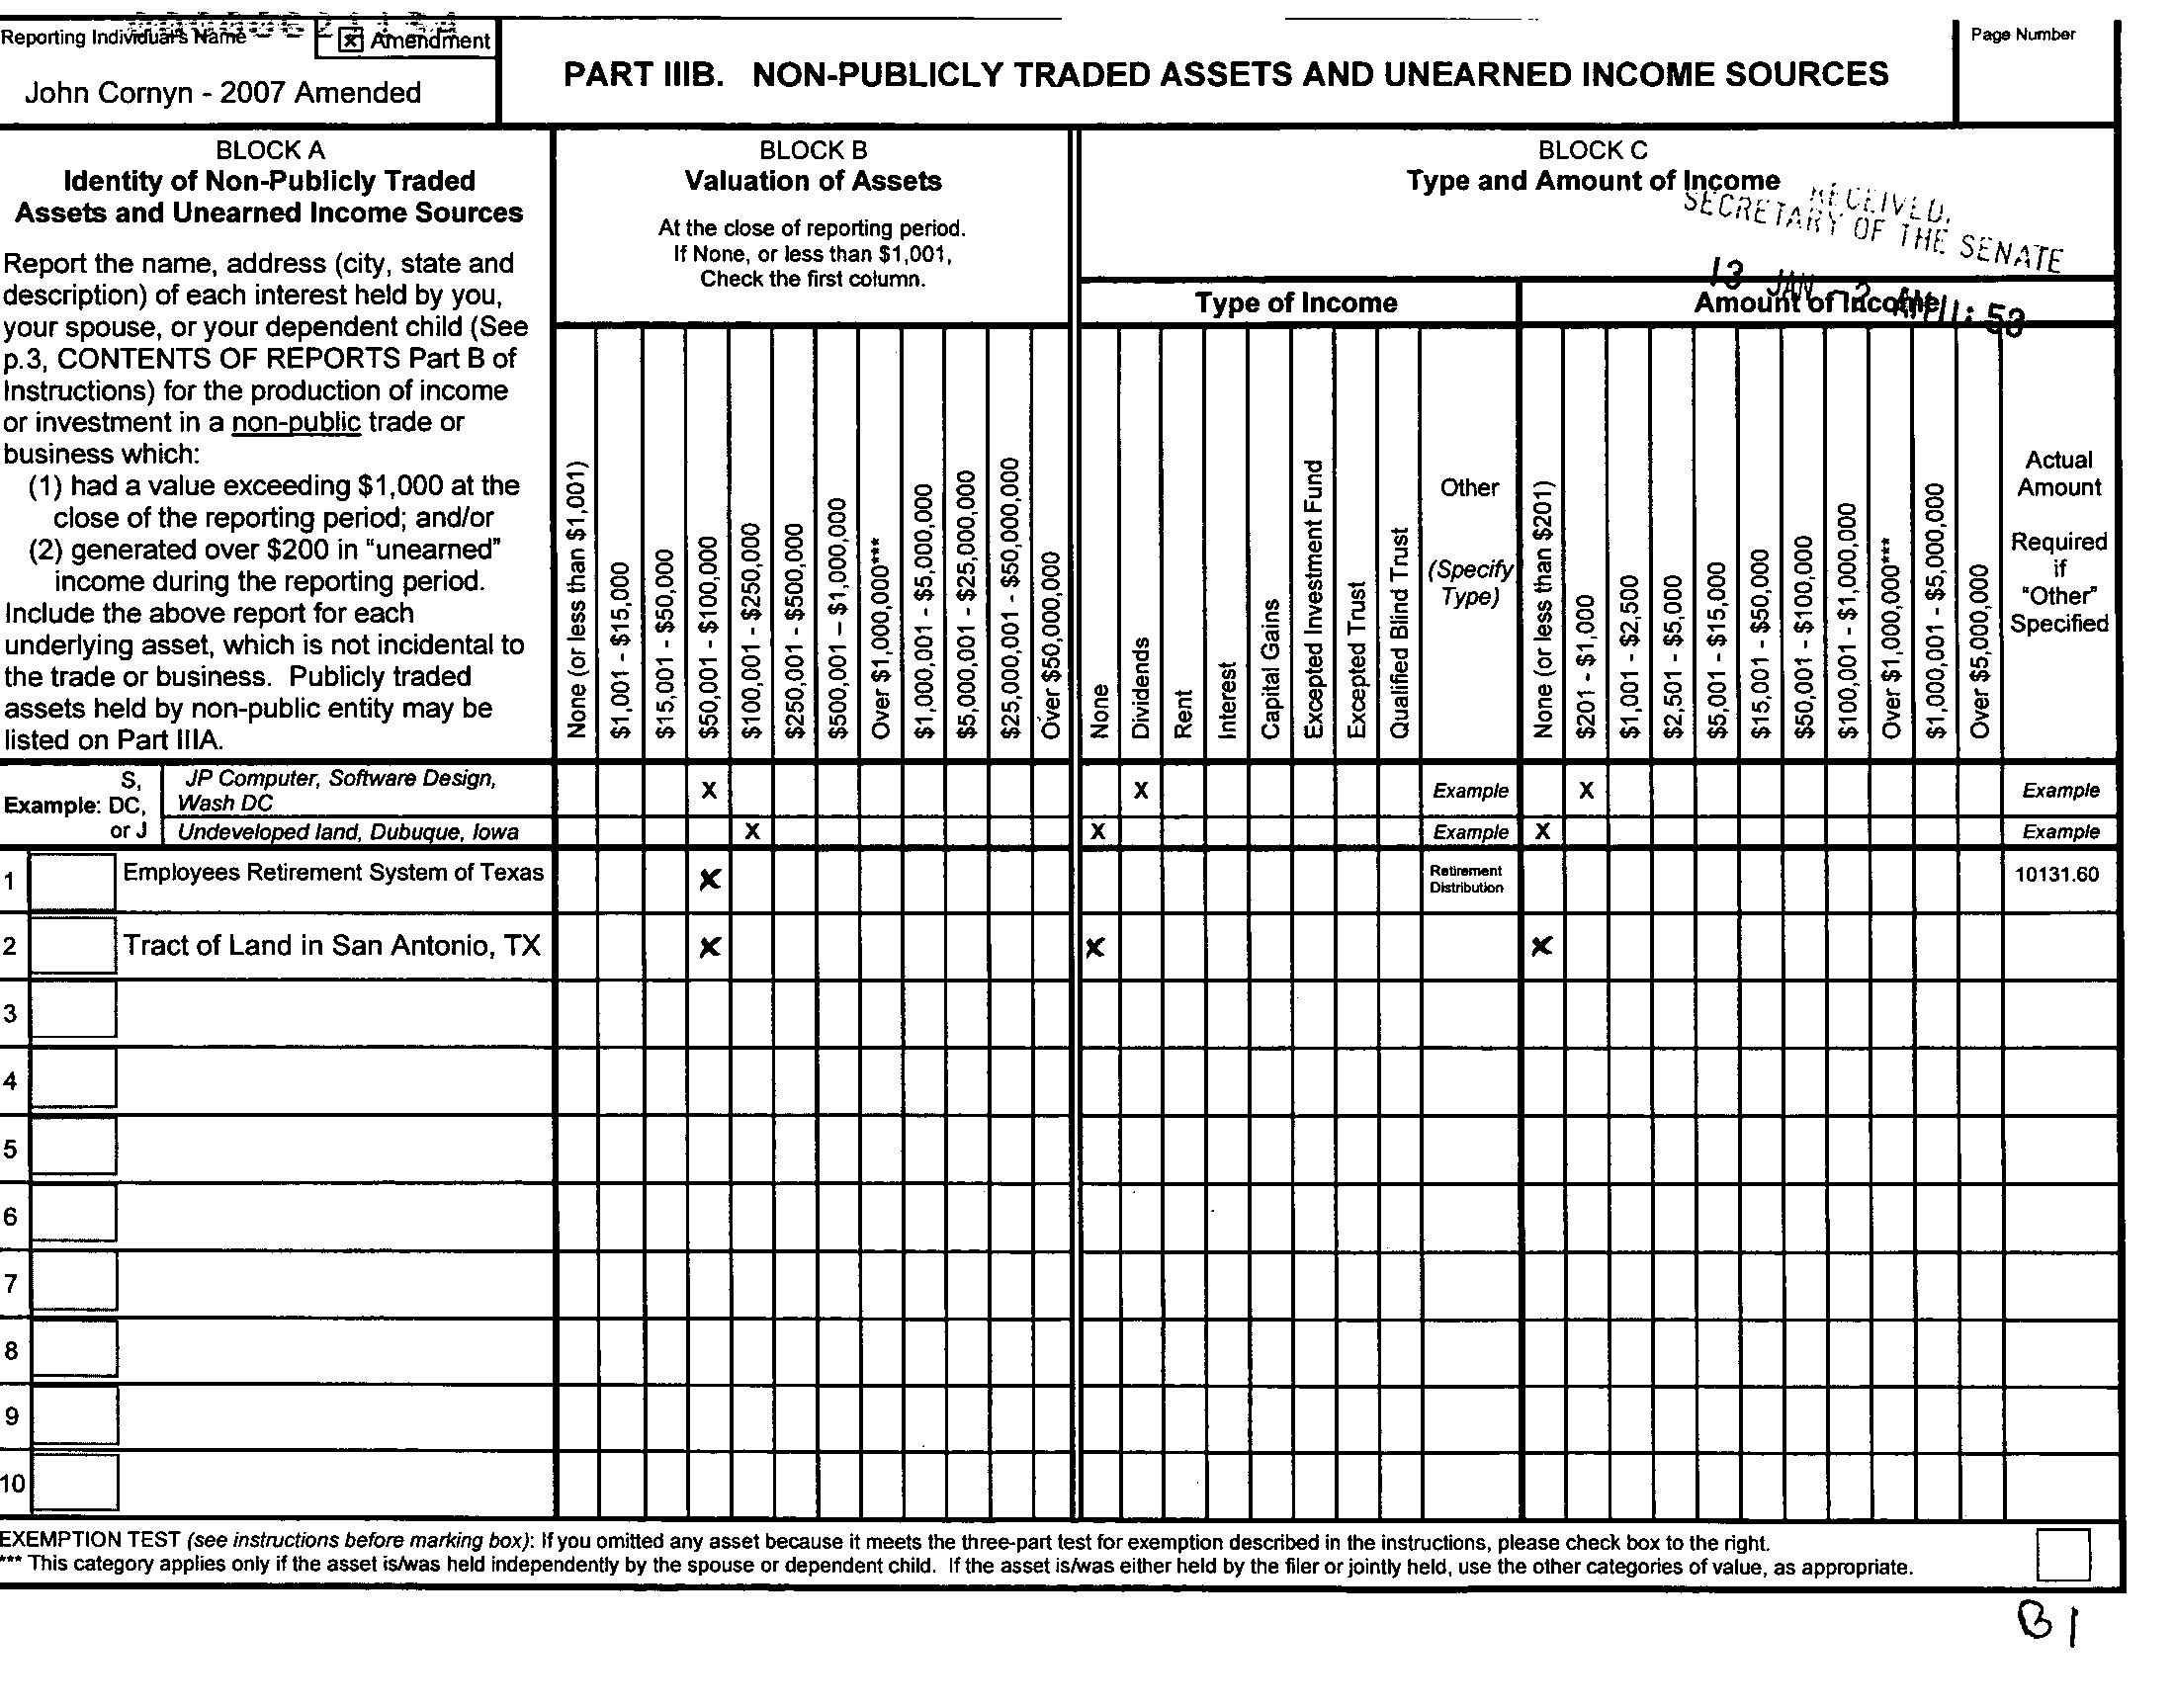 Reporting Individual's Name
x Amendment
John Cornyn - 2007 Amended
PART IIIB. NON-PUBLICLY TRADED ASSETS AND UNEARNED INCOME SOURCES
Page Number
BLOCK A
Identity of Non-Publicly Traded
Assets and Unearned Income Sources
Report the name, address (city, state and
description) of each interest held by you,
your spouse, or your dependent child (See
p.3, CONTENTS OF REPORTS Part B of
Instructions) for the production of income
or investment in a non-public trade or
business which:
(1) had a value exceeding $1,000 at the
close of the reporting period; and/or
(2) generated over $200 in "unearned"
income during the reporting period.
Include the above report for each
underlying asset, which is not incidental to
the trade or business. Publicly traded
assets held by non-public entity may be
listed on Part IIIA.
BLOCK B
Valuation of Assets
At the close of reporting period.
If None, or less than $1,001,
Check the first column.
None (or less than $1,001)
$1,001 - $15,000
$15,001 - $50,000
$50,001 - $100,000
$100,001 - $250,000
$250,001 - $500,000
$500,001 – $1,000,000
Over $1,000,000***
$1,000,001 - $5,000,000
$5,000,001 - $25,000,000
$25,000,001 - $50,000,000
Over $50,000,000
BLOCK C
Type and Amount of Income
RECEIVED.
SECRETARY OF THE SENATE
13 JAN -2 AM 11: 53
Type of Income
None
Dividends
Rent
Interest
Capital Gains
Excepted Investment Fund
Excepted Trust
Qualified Blind Trust
Other
(Specify
Type)
Amount of Income
None (or less than $201)
$201 - $1,000
$1,001 - $2,500
$2,501 - $5,000
$5,001 - $15,000
$15,001 - $50,000
$50,001 - $100,000
$100,001 - $1,000,000
Over $1,000,000***
$1,000,001 - $5,000,000
Over $5,000,000
Actual
Amount
Required
if
"Other"
Specified
Example:
S,
DC,
or J
JP Computer, Software Design,
Wash DC
X X Example X Example
Undeveloped land, Dubuque, Iowa X X Example X Example
1 Employees Retirement System of Texas x Retirement
Distribution
10131.60
2 Tract of Land in San Antonio, TX x x x
3
4
5
6
7
8
9
10
EXEMPTION TEST (see instructions before marking box): If you omitted any asset because it meets the three-part test for exemption described in the instructions, please check box to the right.
*** This category applies only if the asset is/was held independently by the spouse or dependent child. If the asset is/was either held by the filer or jointly held, use the other categories of value, as appropriate.
B 1